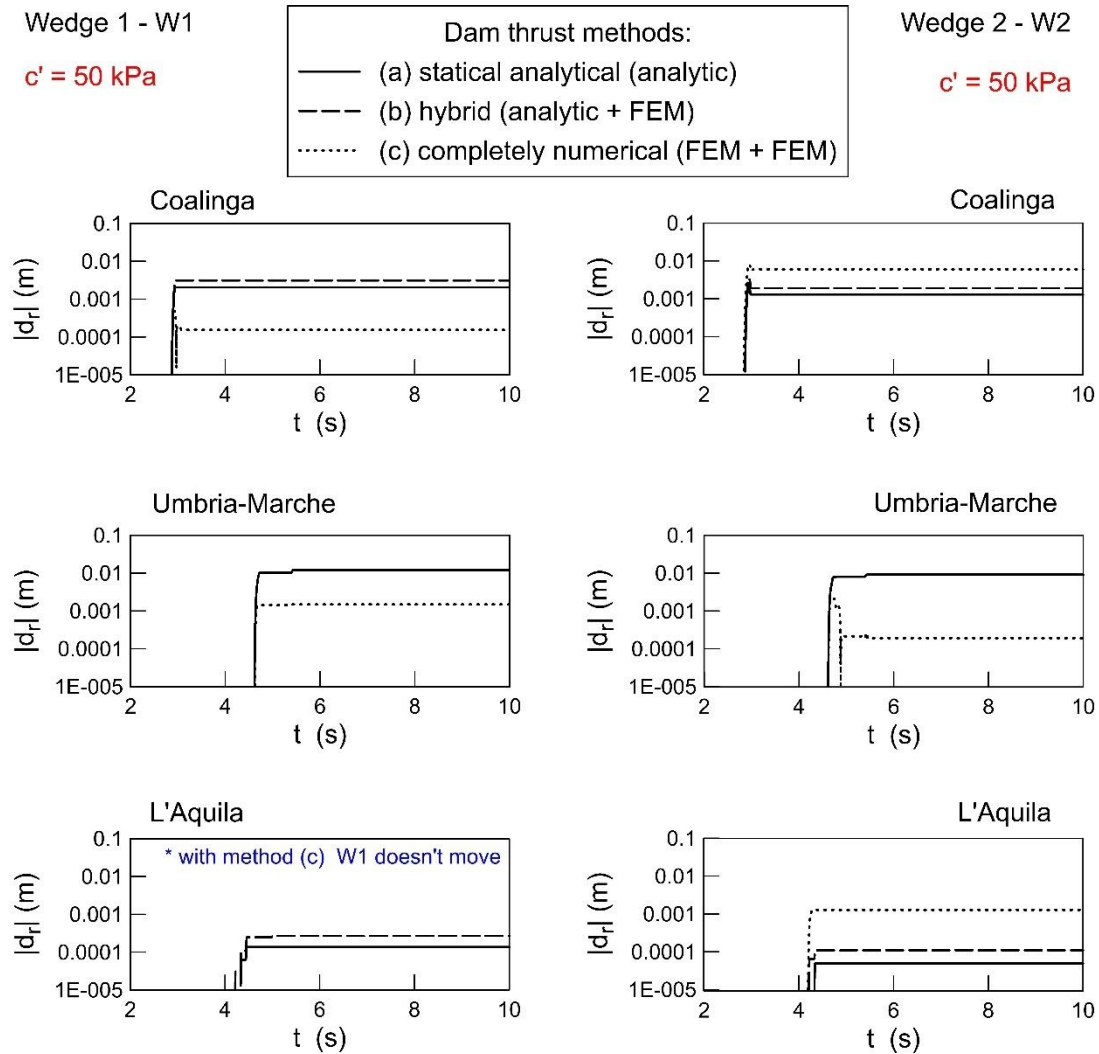 Wedge 1 - W1
c' = 50 kPa
Dam thrust methods:
(a) statical analytical (analytic)
(b) hybrid (analytic + FEM)
(c) completely numerical (FEM + FEM)
Wedge 2 - W2
c' = 50 kPa
Coalinga
|dr| (m)
0.1
0.01
0.001
0.0001
1E-005
2 4 6 8 10
t (s)
Coalinga
|dr| (m)
0.1
0.01
0.001
0.0001
1E-005
2 4 6 8 10
t (s)
Umbria-Marche
|dr| (m)
0.1
0.01
0.001
0.0001
1E-005
2 4 6 8 10
t (s)
Umbria-Marche
|dr| (m)
0.1
0.01
0.001
0.0001
1E-005
2 4 6 8 10
t (s)
L'Aquila
* with method (c) W1 doesn't move
|dr| (m)
0.1
0.01
0.001
0.0001
1E-005
2 4 6 8 10
t (s)
L'Aquila
|dr| (m)
0.1
0.01
0.001
0.0001
1E-005
2 4 6 8 10
t (s)